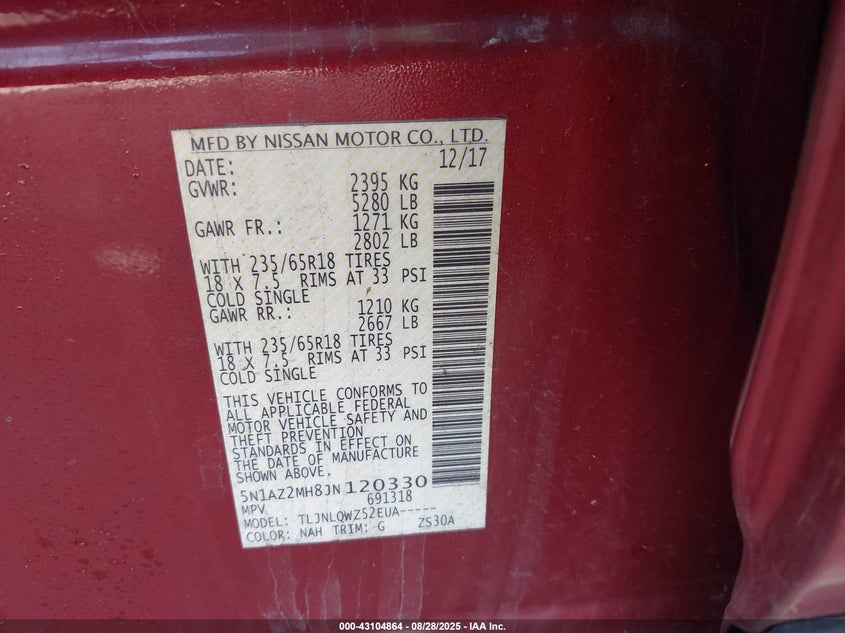 MFD BY NISSAN MOTOR CO., LTD.
DATE: 12/17
GVWR: 2395 KG
5280 LB
GAWR FR.: 1271 KG
2802 LB
WITH 235/65R18 TIRES
18 X 7.5 RIMS AT 33 PSI
COLD SINGLE
GAWR RR.: 1210 KG
2667 LB
WITH 235/65R18 TIRES
18 X 7.5 RIMS AT 33 PSI
COLD SINGLE
THIS VEHICLE CONFORMS TO
ALL APPLICABLE FEDERAL
MOTOR VEHICLE SAFETY AND
THEFT PREVENTION
STANDARDS IN EFFECT ON
THE DATE OF MANUFACTURE
SHOWN ABOVE.
5N1AZ2MH8JN120330
MPV 691318
MODEL: TLJNLQWZ52EUA-----
COLOR: NAH TRIM: G ZS30A
000-43104864 - 08/28/2025 - IAA Inc.